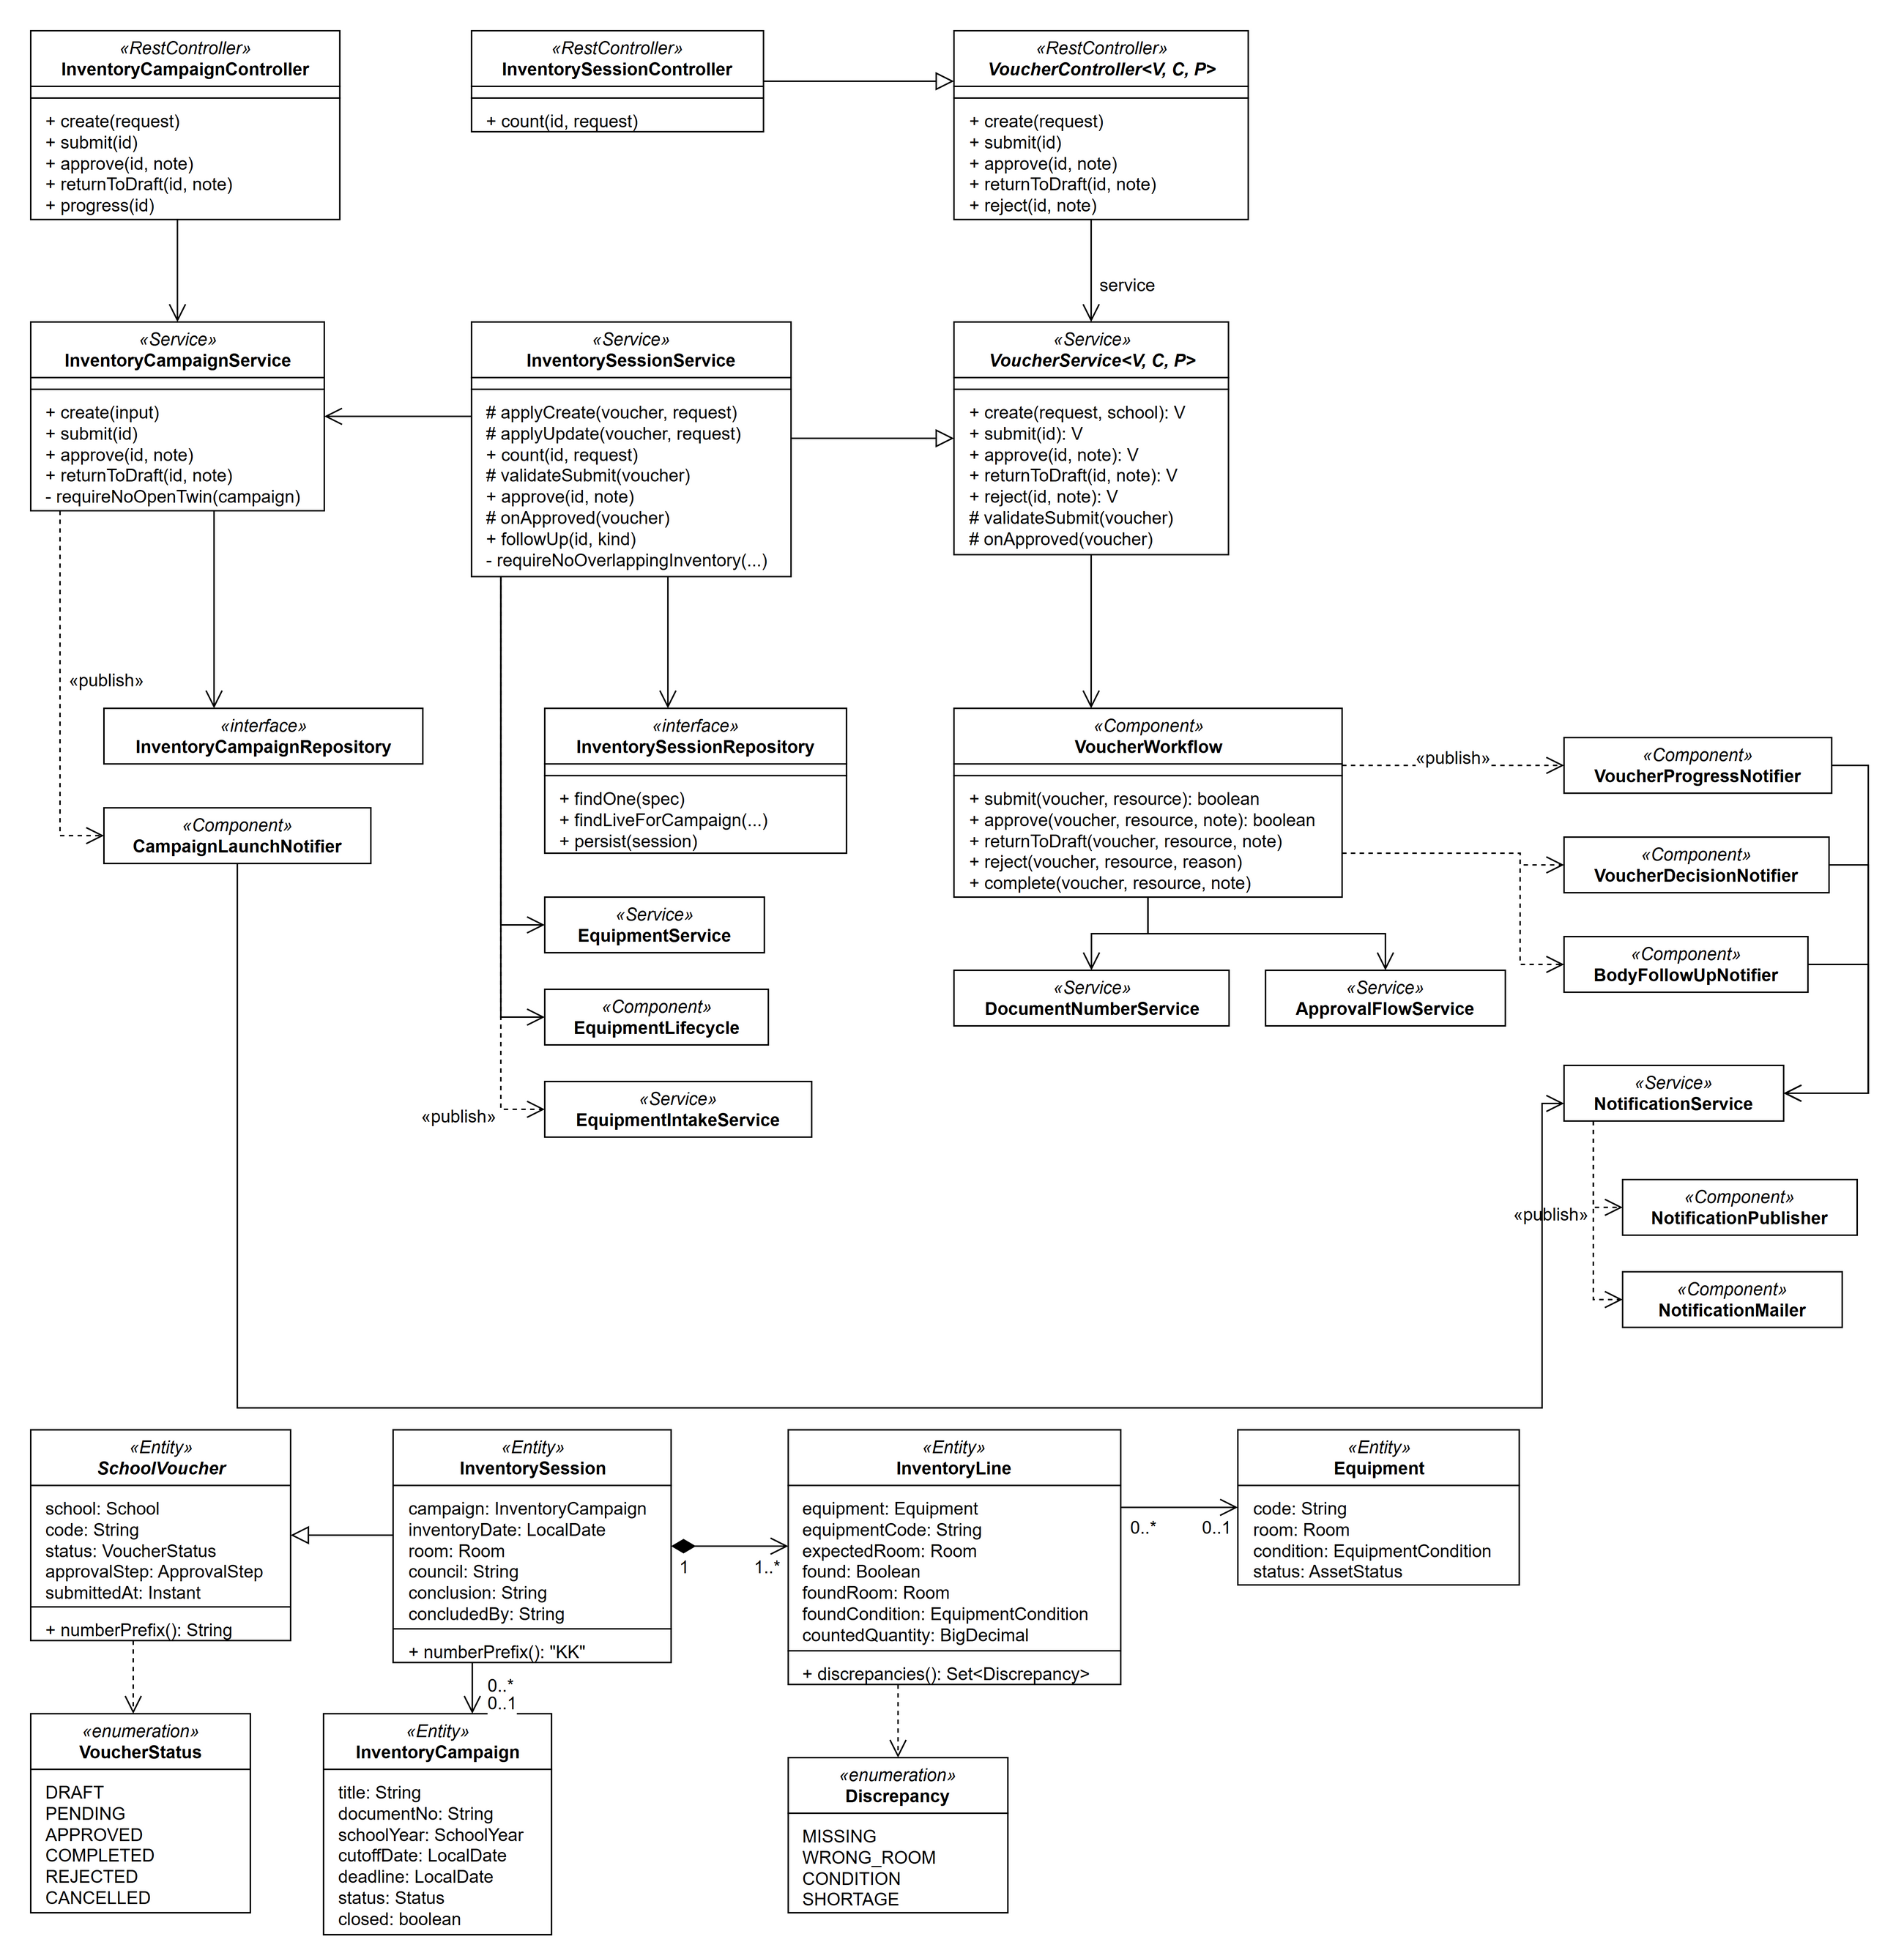 «RestController»
InventoryCampaignController
+ create(request)
+ submit(id)
+ approve(id, note)
+ returnToDraft(id, note)
+ progress(id)
«RestController»
InventorySessionController
+ count(id, request)
«RestController»
VoucherController<V, C, P>
+ create(request)
+ submit(id)
+ approve(id, note)
+ returnToDraft(id, note)
+ reject(id, note)
service
«Service»
InventoryCampaignService
+ create(input)
+ submit(id)
+ approve(id, note)
+ returnToDraft(id, note)
- requireNoOpenTwin(campaign)
«Service»
InventorySessionService
# applyCreate(voucher, request)
# applyUpdate(voucher, request)
+ count(id, request)
# validateSubmit(voucher)
+ approve(id, note)
# onApproved(voucher)
+ followUp(id, kind)
- requireNoOverlappingInventory(...)
«Service»
VoucherService<V, C, P>
+ create(request, school): V
+ submit(id): V
+ approve(id, note): V
+ returnToDraft(id, note): V
+ reject(id, note): V
# validateSubmit(voucher)
# onApproved(voucher)
«publish»
«interface»
InventoryCampaignRepository
«Component»
CampaignLaunchNotifier
«interface»
InventorySessionRepository
+ findOne(spec)
+ findLiveForCampaign(...)
+ persist(session)
«Service»
EquipmentService
«Component»
EquipmentLifecycle
«publish»
«Service»
EquipmentIntakeService
«Component»
VoucherWorkflow
+ submit(voucher, resource): boolean
+ approve(voucher, resource, note): boolean
+ returnToDraft(voucher, resource, note)
+ reject(voucher, resource, reason)
+ complete(voucher, resource, note)
«publish»
«Component»
VoucherProgressNotifier
«Component»
VoucherDecisionNotifier
«Component»
BodyFollowUpNotifier
«Service»
DocumentNumberService
«Service»
ApprovalFlowService
«Service»
NotificationService
«publish»
«Component»
NotificationPublisher
«Component»
NotificationMailer
«Entity»
SchoolVoucher
school: School
code: String
status: VoucherStatus
approvalStep: ApprovalStep
submittedAt: Instant
+ numberPrefix(): String
«Entity»
InventorySession
campaign: InventoryCampaign
inventoryDate: LocalDate
room: Room
council: String
conclusion: String
concludedBy: String
+ numberPrefix(): "KK"
1
1..*
«Entity»
InventoryLine
equipment: Equipment
equipmentCode: String
expectedRoom: Room
found: Boolean
foundRoom: Room
foundCondition: EquipmentCondition
countedQuantity: BigDecimal
+ discrepancies(): Set<Discrepancy>
0..*
0..1
«Entity»
Equipment
code: String
room: Room
condition: EquipmentCondition
status: AssetStatus
0..*
0..1
«enumeration»
VoucherStatus
DRAFT
PENDING
APPROVED
COMPLETED
REJECTED
CANCELLED
«Entity»
InventoryCampaign
title: String
documentNo: String
schoolYear: SchoolYear
cutoffDate: LocalDate
deadline: LocalDate
status: Status
closed: boolean
«enumeration»
Discrepancy
MISSING
WRONG_ROOM
CONDITION
SHORTAGE